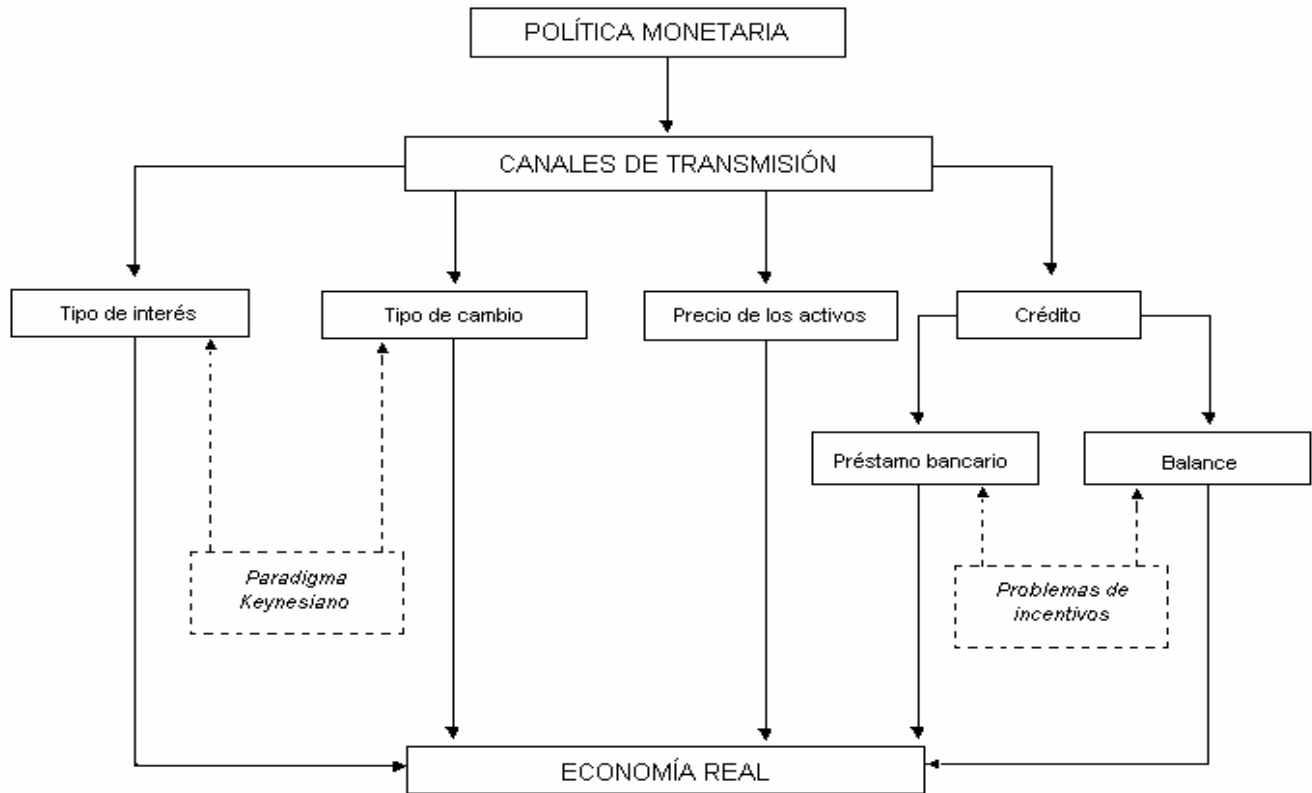 POLÍTICA MONETARIA
CANALES DE TRANSMISIÓN
Tipo de interés
Tipo de cambio
Precio de los activos
Crédito
Préstamo bancario
Balance
Paradigma
Keynesiano
Problemas de
incentivos
ECONOMÍA REAL